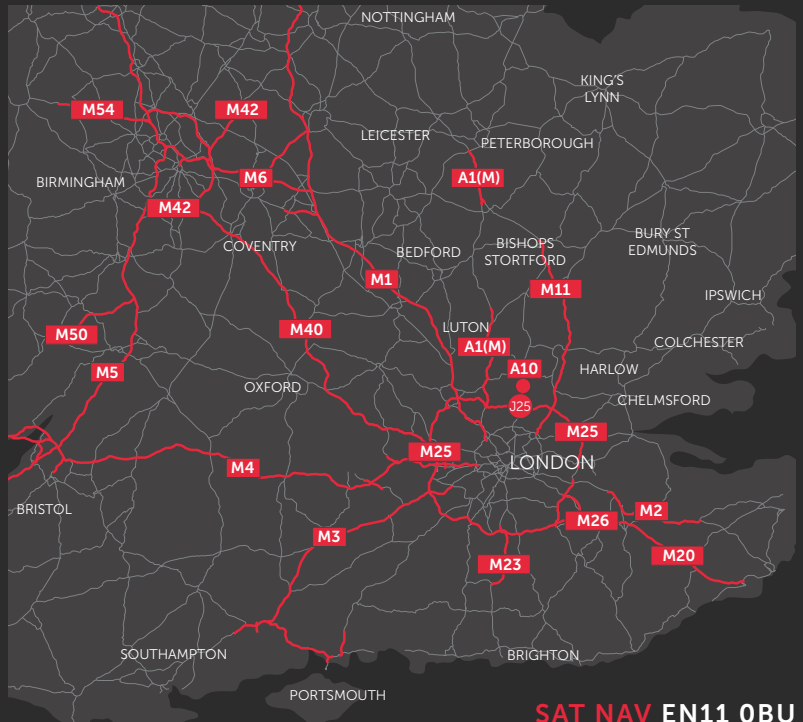 NOTTINGHAM
KING'S
LYNN
M54
M42
LEICESTER
PETERBOROUGH
BIRMINGHAM
M6
A1(M)
M42
COVENTRY
BEDFORD
BISHOPS
STORTFORD
BURY ST
EDMUNDS
M1
M11
IPSWICH
M50
M40
LUTON
A1(M)
COLCHESTER
M5
OXFORD
A10
HARLOW
J25
CHELMSFORD
M25
M25
M4
LONDON
BRISTOL
M26
M2
M3
M23
M20
SOUTHAMPTON
BRIGHTON
PORTSMOUTH
SAT NAV EN11 0BU